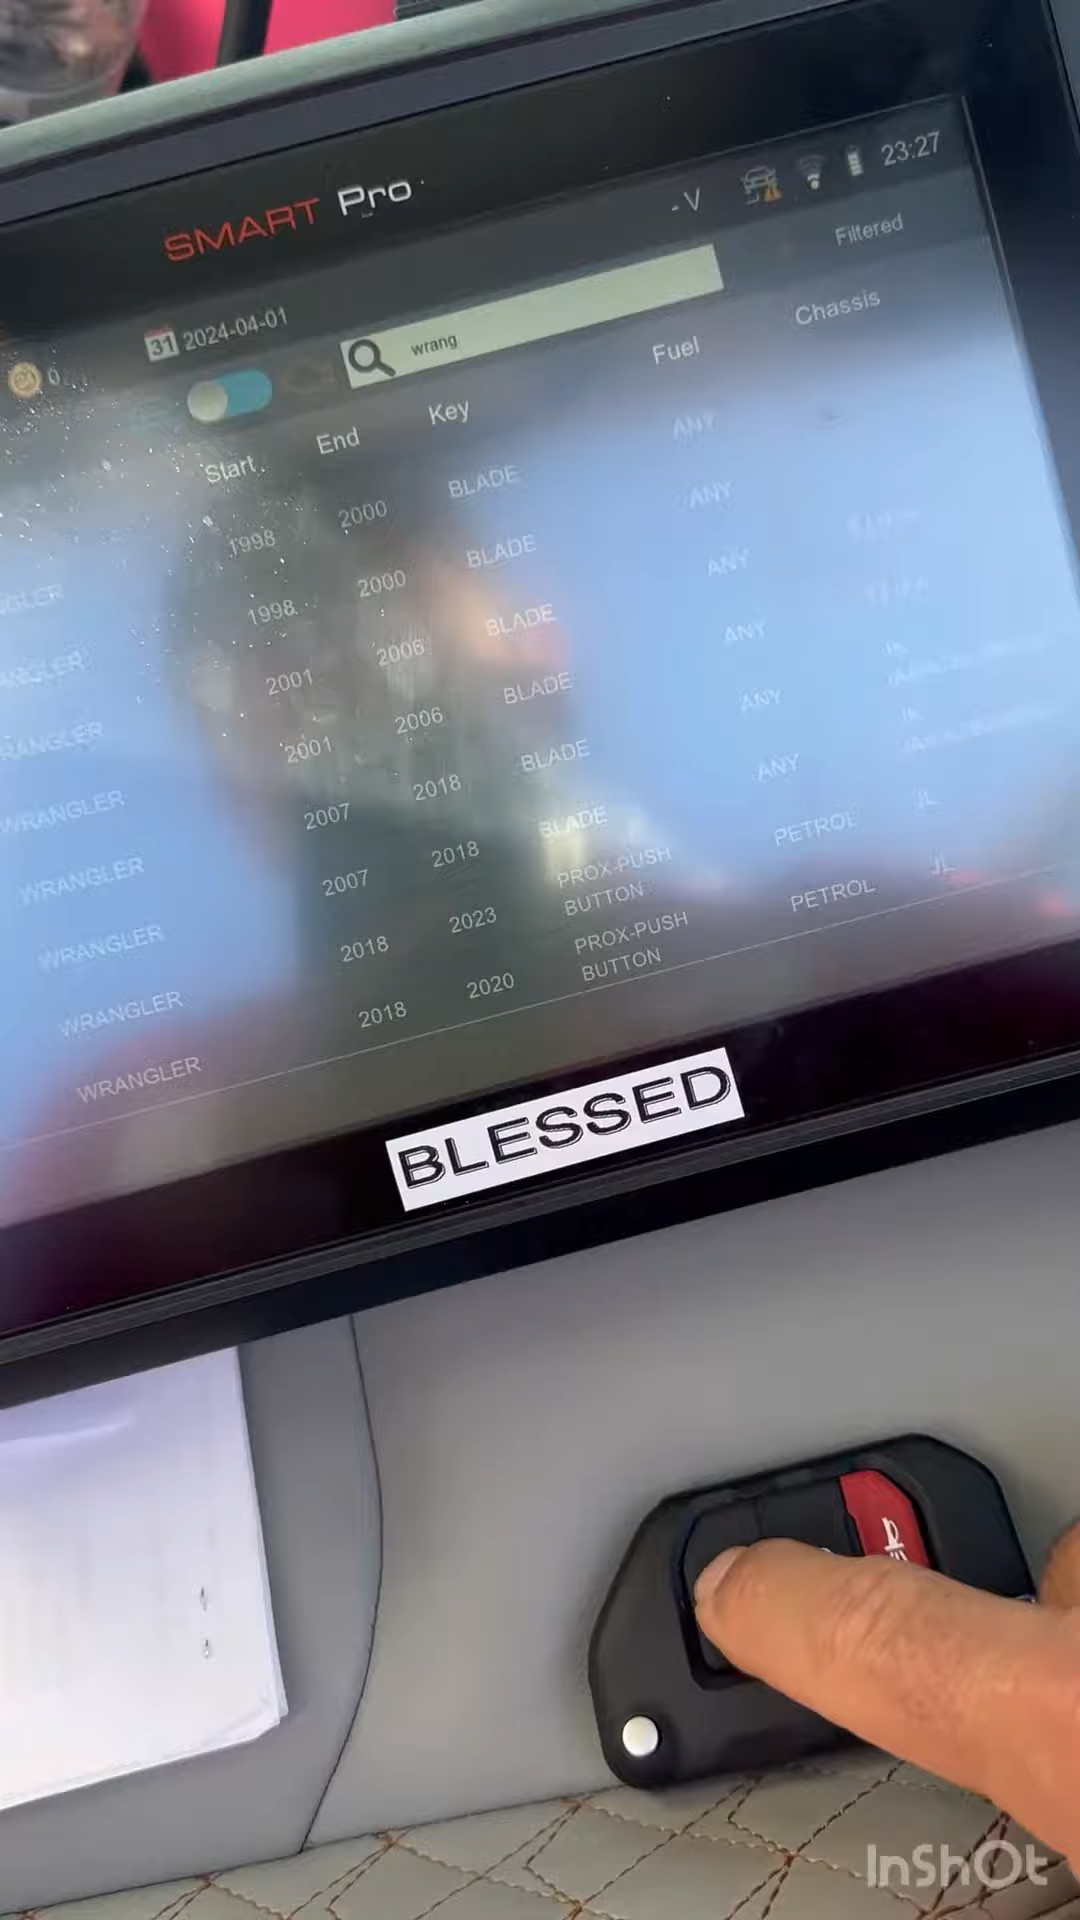 SMART Pro
- V
23:27
31 2024-04-01
wrang
Filtered
0
Start End Key Fuel Chassis
1998 2000 BLADE ANY
WRANGLER 1998 2000 BLADE ANY
WRANGLER 2001 2006 BLADE ANY
WRANGLER 2001 2006 BLADE ANY
WRANGLER 2007 2018 BLADE ANY
WRANGLER 2007 2018 BLADE ANY
WRANGLER 2018 2023 PROX-PUSH BUTTON PETROL JL
WRANGLER 2018 2020 PROX-PUSH BUTTON PETROL JL
BLESSED
InShOt